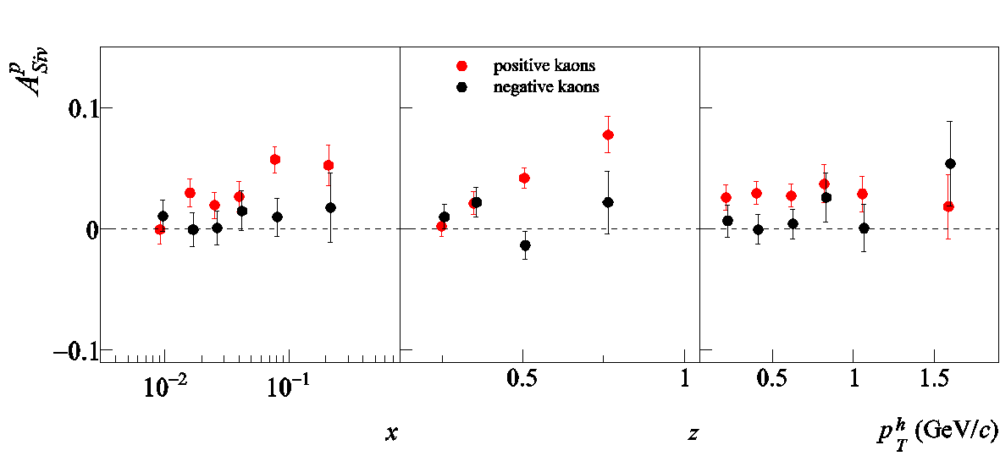 A^p_Siv
positive kaons
negative kaons
0.1
0
−0.1
10^−2 10^−1
0.5 1
0.5 1 1.5
x
z
p_T^h (GeV/c)